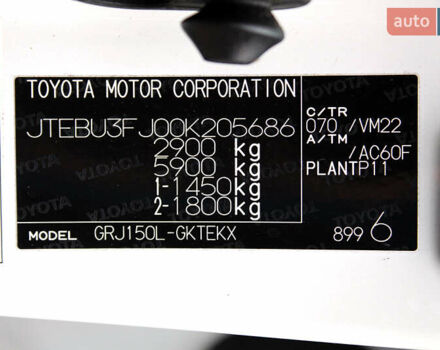 auto
TOYOTA MOTOR CORPORATION
JTEBU3FJ00K205686
2900 kg
5900 kg
1-1450kg
2-1800kg
C/TR
070 /VM22
A/TM
/AC60F
PLANTP11
MODEL GRJ150L-GKTEKX
899 6